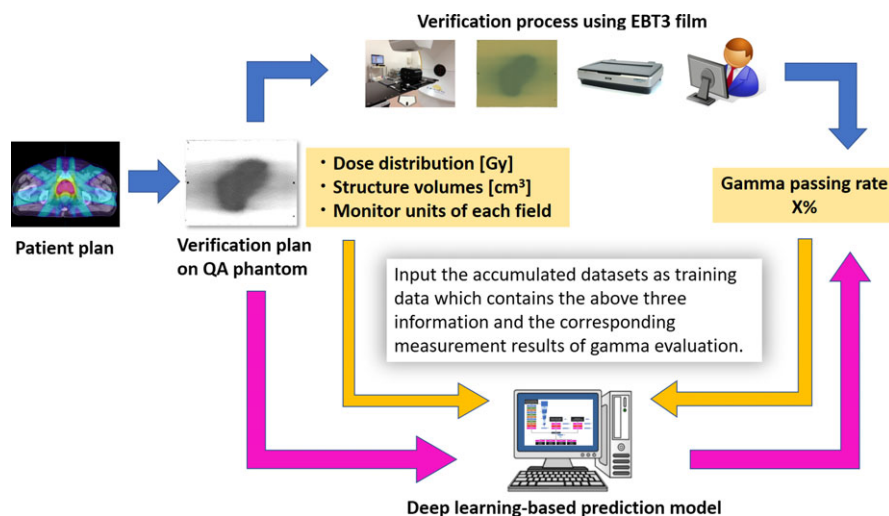 Verification process using EBT3 film
・Dose distribution [Gy]
・Structure volumes [cm³]
・Monitor units of each field
Gamma passing rate
X%
Patient plan
Verification plan
on QA phantom
Input the accumulated datasets as training
data which contains the above three
information and the corresponding
measurement results of gamma evaluation.
Deep learning-based prediction model